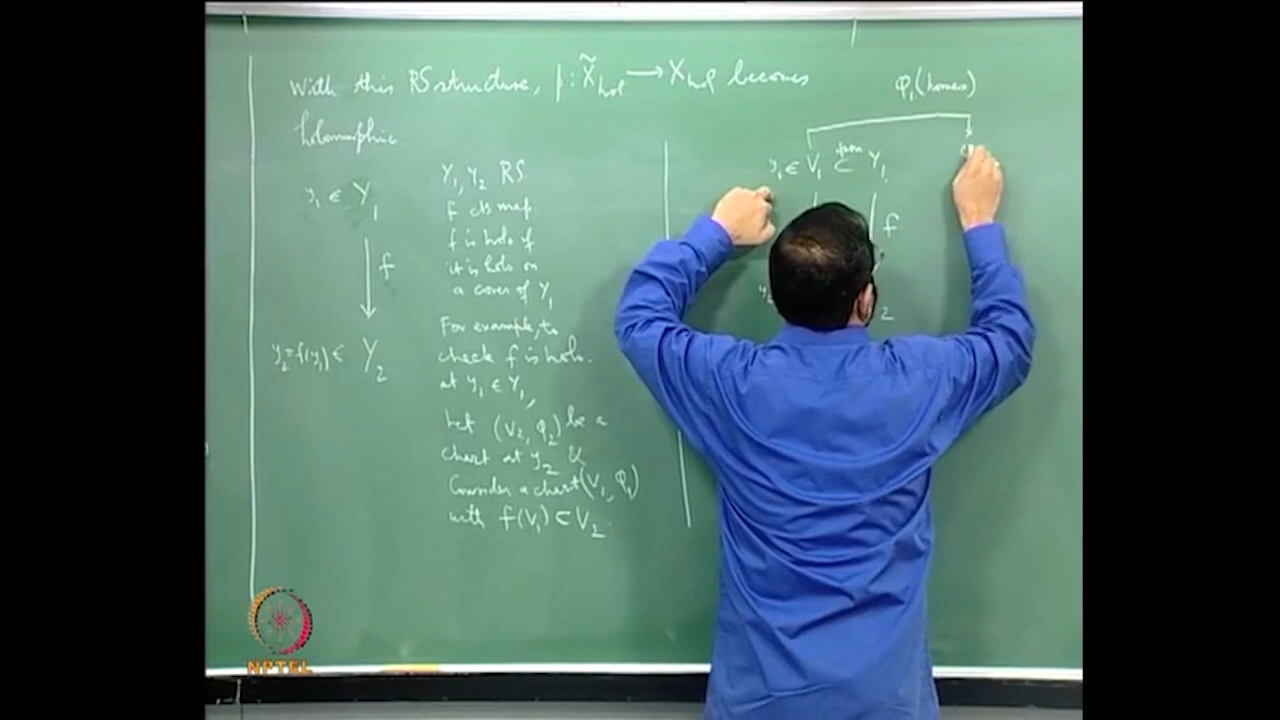 With this RS structure, p: X̃_hol → X_hol becomes
holomorphic.
y₁ ∈ Y₁
f
y₂ = f(y₁) ∈ Y₂
Y₁, Y₂ RS.
f cts map
f is holo if
it is holo on
a cover of Y₁
For example, to
check f is holo.
at y₁ ∈ Y₁,
Let (V₂, φ₂) be a
chart at y₂ &
Consider a chart (V₁, φ₁)
with f(V₁) ⊂ V₂.
φ₁ (homeo)
y₁ ∈ V₁ ⊂ Y₁
open
f
y₂
2
NPTEL